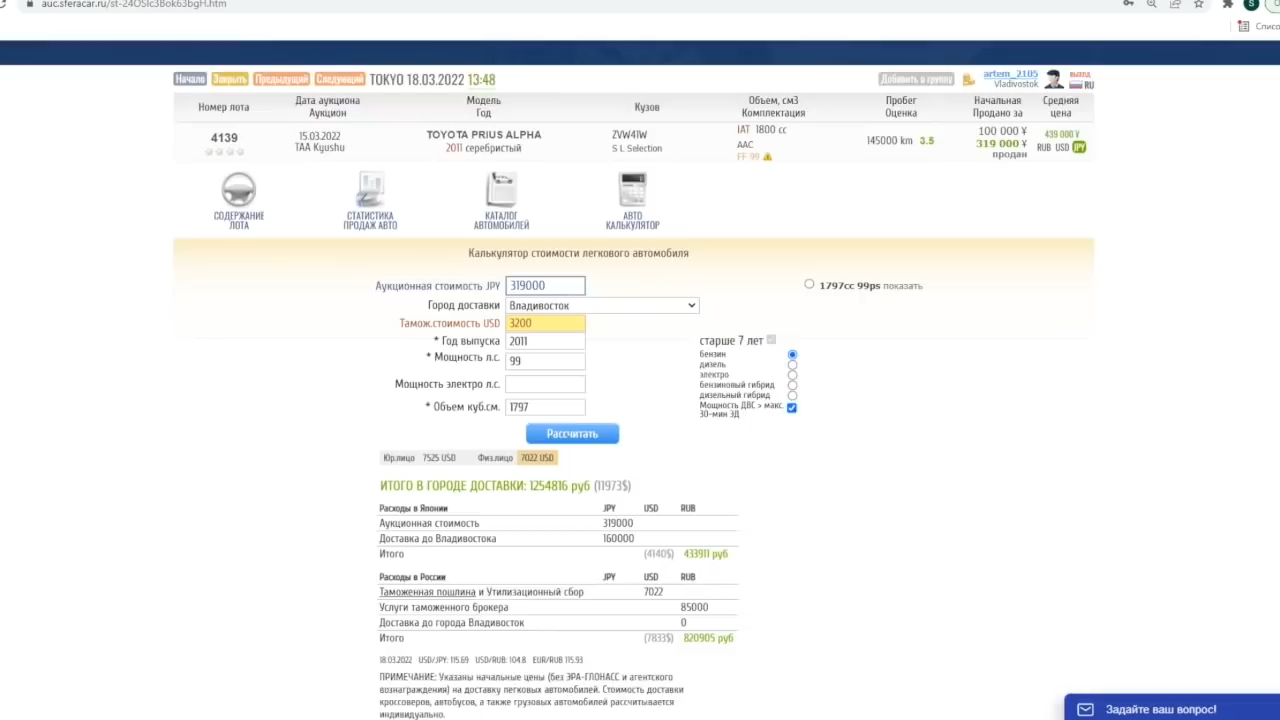 auc.sferacar.ru/st-24OSlc3Bok63bgH.htm
Списо
Начало Закрыть Предыдущий Следующий TOKYO 18.03.2022 13:48
Добавить в группу
artem_2105
Vladivostok
выход
RU
Номер лота
Дата аукциона
Аукцион
Модель
Год
Кузов
Объем, см3
Комплектация
Пробег
Оценка
Начальная
Продано за
Средняя
цена
4139
15.03.2022
TAA Kyushu
TOYOTA PRIUS ALPHA
2011 серебристый
ZVW41W
S L Selection
IAT 1800 cc
AAC
FF-99
145000 km 3.5
100 000 ¥
319 000 ¥
продан
439 000 ¥
RUB USD JPY
СОДЕРЖАНИЕ
ЛОТА
СТАТИСТИКА
ПРОДАЖ АВТО
КАТАЛОГ
АВТОМОБИЛЕЙ
АВТО
КАЛЬКУЛЯТОР
Калькулятор стоимости легкового автомобиля
Аукционная стоимость JPY 319000
1797cc 99ps показать
Город доставки Владивосток
Тамож.стоимость USD 3200
* Год выпуска 2011
старше 7 лет
* Мощность л.с. 99
бензин
дизель
электро
Мощность электро л.с.
бензиновый гибрид
дизельный гибрид
* Объем куб.см. 1797
Мощность ДВС > макс.
30-мин ЭД
Рассчитать
Юр.лицо 7525 USD Физ.лицо 7022 USD
ИТОГО В ГОРОДЕ ДОСТАВКИ: 1254816 руб (11973$)
Расходы в Японии JPY USD RUB
Аукционная стоимость 319000
Доставка до Владивостока 160000
Итого (4140$) 433911 руб
Расходы в России JPY USD RUB
Таможенная пошлина и Утилизационный сбор 7022
Услуги таможенного брокера 85000
Доставка до города Владивосток 0
Итого (7833$) 820905 руб
18.03.2022 USD/JPY: 115.69 USD/RUB: 104.8 EUR/RUB 115.93
ПРИМЕЧАНИЕ: Указаны начальные цены (без ЭРА-ГЛОНАСС и агентского
вознаграждения) на доставку легковых автомобилей. Стоимость доставки
кроссоверов, автобусов, а также грузовых автомобилей рассчитывается
индивидуально.
Задайте ваш вопрос!